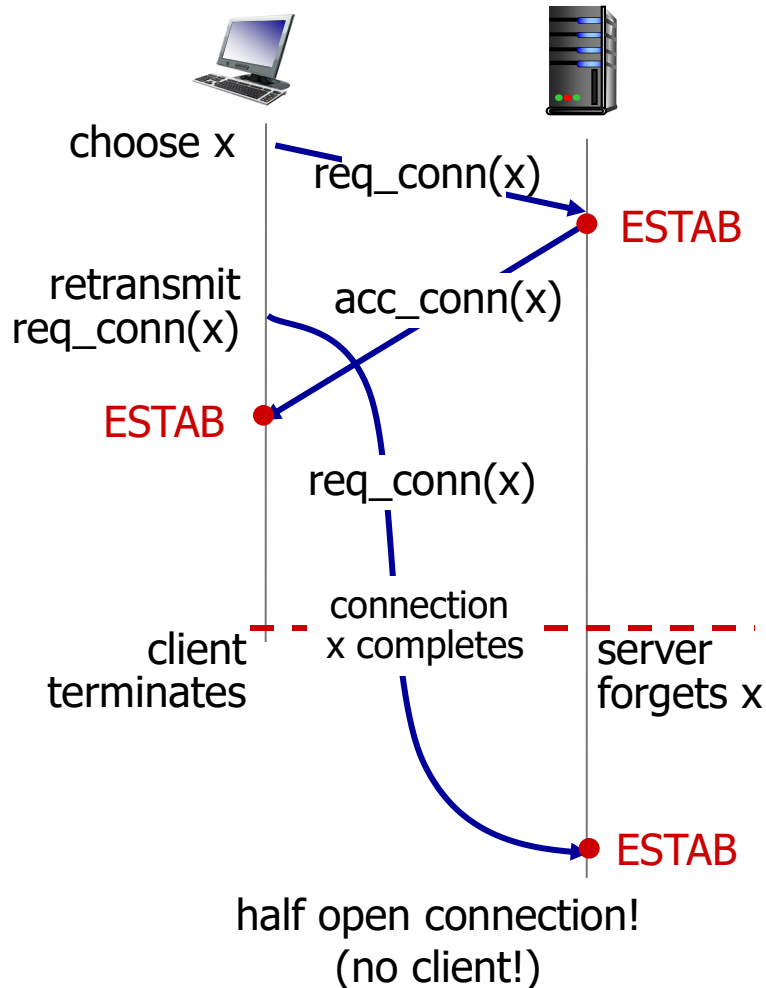 choose x
req_conn(x)
ESTAB
retransmit
req_conn(x)
acc_conn(x)
ESTAB
req_conn(x)
connection
x completes
client
terminates
server
forgets x
ESTAB
half open connection!
(no client!)